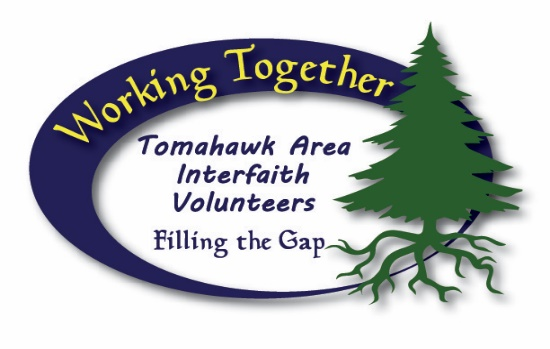 Working Together
Tomahawk Area
Interfaith
Volunteers
Filling the Gap